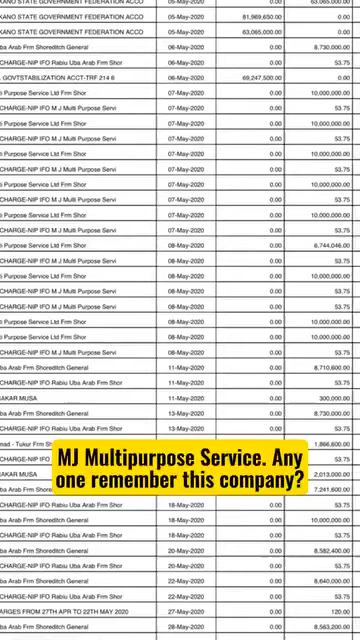 KANO STATE GOVERNMENT FEDERATION ACCO 05-May-2020 0.00 63,065,000.00
KANO STATE GOVERNMENT FEDERATION ACCO 05-May-2020 81,969,650.00 0.00
KANO STATE GOVERNMENT FEDERATION ACCO 05-May-2020 63,065,000.00 0.00
ba Arab Frm Shoreditch General 06-May-2020 0.00 8,730,000.00
CHARGE-NIP IFO Rabiu Uba Arab Frm Shor 06-May-2020 0.00 53.75
GOVTSTABILIZATION ACCT-TRF 214 6 06-May-2020 69,247,500.00 0.00
i Purpose Service Ltd Frm Shor 07-May-2020 0.00 10,000,000.00
CHARGE-NIP IFO M J Multi Purpose Servi 07-May-2020 0.00 53.75
i Purpose Service Ltd Frm Shor 07-May-2020 0.00 10,000,000.00
CHARGE-NIP IFO M J Multi Purpose Servi 07-May-2020 0.00 53.75
i Purpose Service Ltd Frm Shor 07-May-2020 0.00 10,000,000.00
CHARGE-NIP IFO M J Multi Purpose Servi 07-May-2020 0.00 53.75
i Purpose Service Ltd Frm Shor 07-May-2020 0.00 10,000,000.00
CHARGE-NIP IFO M J Multi Purpose Servi 07-May-2020 0.00 53.75
i Purpose Service Ltd Frm Shor 07-May-2020 0.00 10,000,000.00
CHARGE-NIP IFO M J Multi Purpose Servi 07-May-2020 0.00 53.75
i Purpose Service Ltd Frm Shor 08-May-2020 0.00 6,744,046.00
CHARGE-NIP IFO M J Multi Purpose Servi 08-May-2020 0.00 53.75
i Purpose Service Ltd Frm Shor 08-May-2020 0.00 10,000,000.00
CHARGE-NIP IFO M J Multi Purpose Servi 08-May-2020 0.00 53.75
CHARGE-NIP IFO M J Multi Purpose Servi 08-May-2020 0.00 53.75
i Purpose Service Ltd Frm Shor 08-May-2020 0.00 10,000,000.00
i Purpose Service Ltd Frm Shor 08-May-2020 0.00 10,000,000.00
CHARGE-NIP IFO M J Multi Purpose Servi 08-May-2020 0.00 53.75
ba Arab Frm Shoreditch General 11-May-2020 0.00 8,710,600.00
CHARGE-NIP IFO Rabiu Uba Arab Frm Shor 11-May-2020 0.00 53.75
AKAR MUSA 11-May-2020 0.00 300,000.00
ba Arab Frm Shoreditch General 13-May-2020 0.00 8,730,000.00
CHARGE-NIP IFO Rabiu Uba Arab Frm Shor 13-May-2020 0.00 53.75
mad - Tukur Frm Sh 1,866,600.00
CHARGE-NIP IFO 53.75
AKAR MUSA 2,013,000.00
ba Arab Frm Shore 7,241,600.00
MJ Multipurpose Service. Any
one remember this company?
CHARGE-NIP IFO Rabiu Uba Arab Frm Shor 18-May-2020 0.00 53.75
ba Arab Frm Shoreditch General 18-May-2020 0.00 10,000,000.00
CHARGE-NIP IFO Rabiu Uba Arab Frm Shor 18-May-2020 0.00 53.75
ba Arab Frm Shoreditch General 20-May-2020 0.00 8,582,400.00
CHARGE-NIP IFO Rabiu Uba Arab Frm Shor 20-May-2020 0.00 53.75
ba Arab Frm Shoreditch General 22-May-2020 0.00 8,640,000.00
CHARGE-NIP IFO Rabiu Uba Arab Frm Shor 22-May-2020 0.00 53.75
ARGES FROM 27TH APR TO 22TH MAY 2020 27-May-2020 0.00 120.00
ba Arab Frm Shoreditch General 28-May-2020 0.00 8,563,200.00